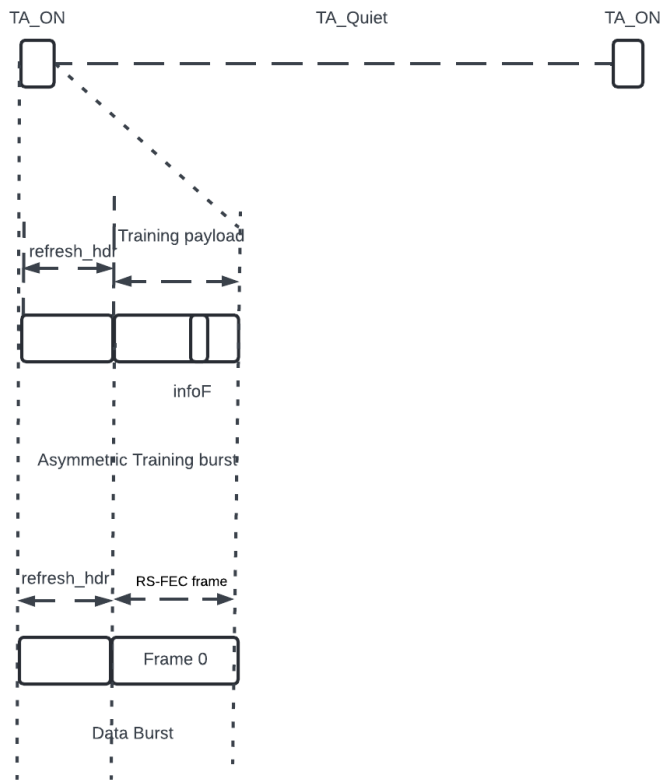 TA_ON
TA_Quiet
TA_ON
Training payload
refresh_hdr
infoF
Asymmetric Training burst
refresh_hdr
RS-FEC frame
Frame 0
Data Burst